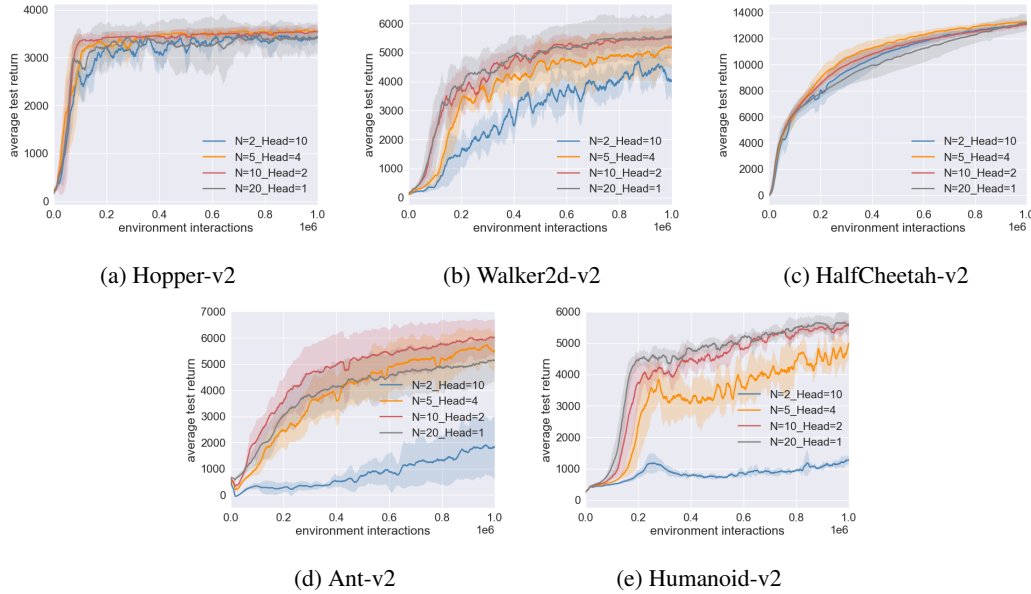 4000
3000
2000
1000
0
average test return
N=2_Head=10
N=5_Head=4
N=10_Head=2
N=20_Head=1
0.0 0.2 0.4 0.6 0.8 1.0
1e6
environment interactions
(a) Hopper-v2
6000
5000
4000
3000
2000
1000
0
average test return
N=2_Head=10
N=5_Head=4
N=10_Head=2
N=20_Head=1
0.0 0.2 0.4 0.6 0.8 1.0
1e6
environment interactions
(b) Walker2d-v2
14000
12000
10000
8000
6000
4000
2000
0
average test return
N=2_Head=10
N=5_Head=4
N=10_Head=2
N=20_Head=1
0.0 0.2 0.4 0.6 0.8 1.0
1e6
environment interactions
(c) HalfCheetah-v2
7000
6000
5000
4000
3000
2000
1000
0
average test return
N=2_Head=10
N=5_Head=4
N=10_Head=2
N=20_Head=1
0.0 0.2 0.4 0.6 0.8 1.0
1e6
environment interactions
(d) Ant-v2
6000
5000
4000
3000
2000
1000
0
average test return
N=2_Head=10
N=5_Head=4
N=10_Head=2
N=20_Head=1
0.0 0.2 0.4 0.6 0.8 1.0
1e6
environment interactions
(e) Humanoid-v2